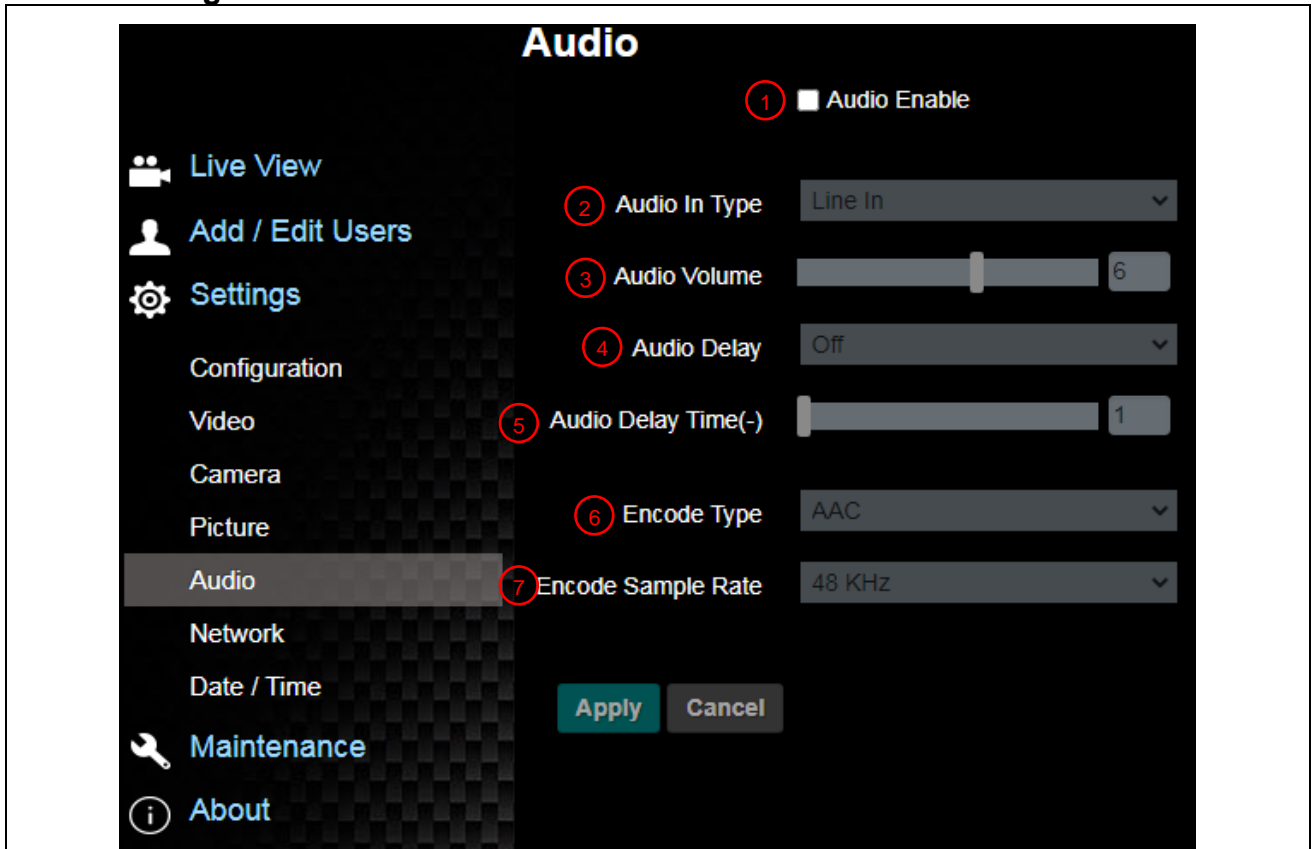 Audio
1 Audio Enable
Live View
Add / Edit Users
Settings
Configuration
Video
Camera
Picture
Audio
Network
Date / Time
Maintenance
About
2 Audio In Type Line In
3 Audio Volume 6
4 Audio Delay Off
5 Audio Delay Time(-) 1
6 Encode Type AAC
7 Encode Sample Rate 48 KHz
Apply Cancel